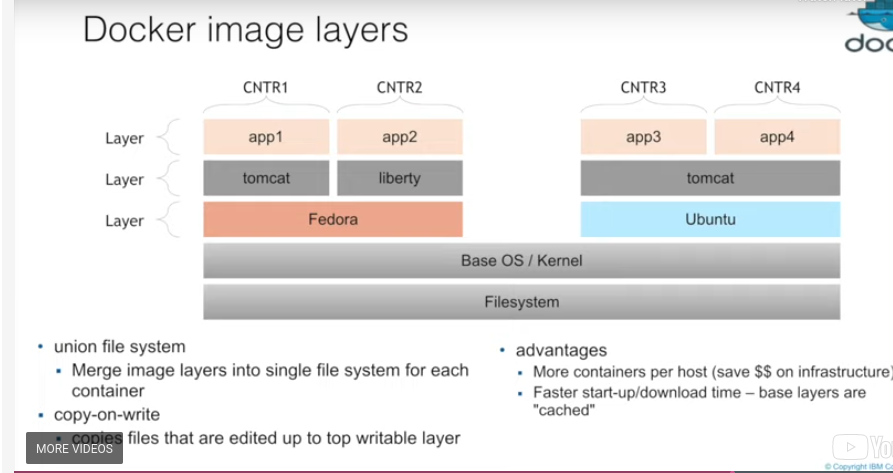 Docker image layers
CNTR1
CNTR2
CNTR3
CNTR4
Layer
app1
app2
app3
app4
Layer
tomcat
liberty
tomcat
Layer
Fedora
Ubuntu
Base OS / Kernel
Filesystem
• union file system
▪ Merge image layers into single file system for each
container
• copy-on-write
▪ copies files that are edited up to top writable layer
• advantages
▪ More containers per host (save $$ on infrastructure)
▪ Faster start-up/download time – base layers are
"cached"
MORE VIDEOS
© Copyright IBM